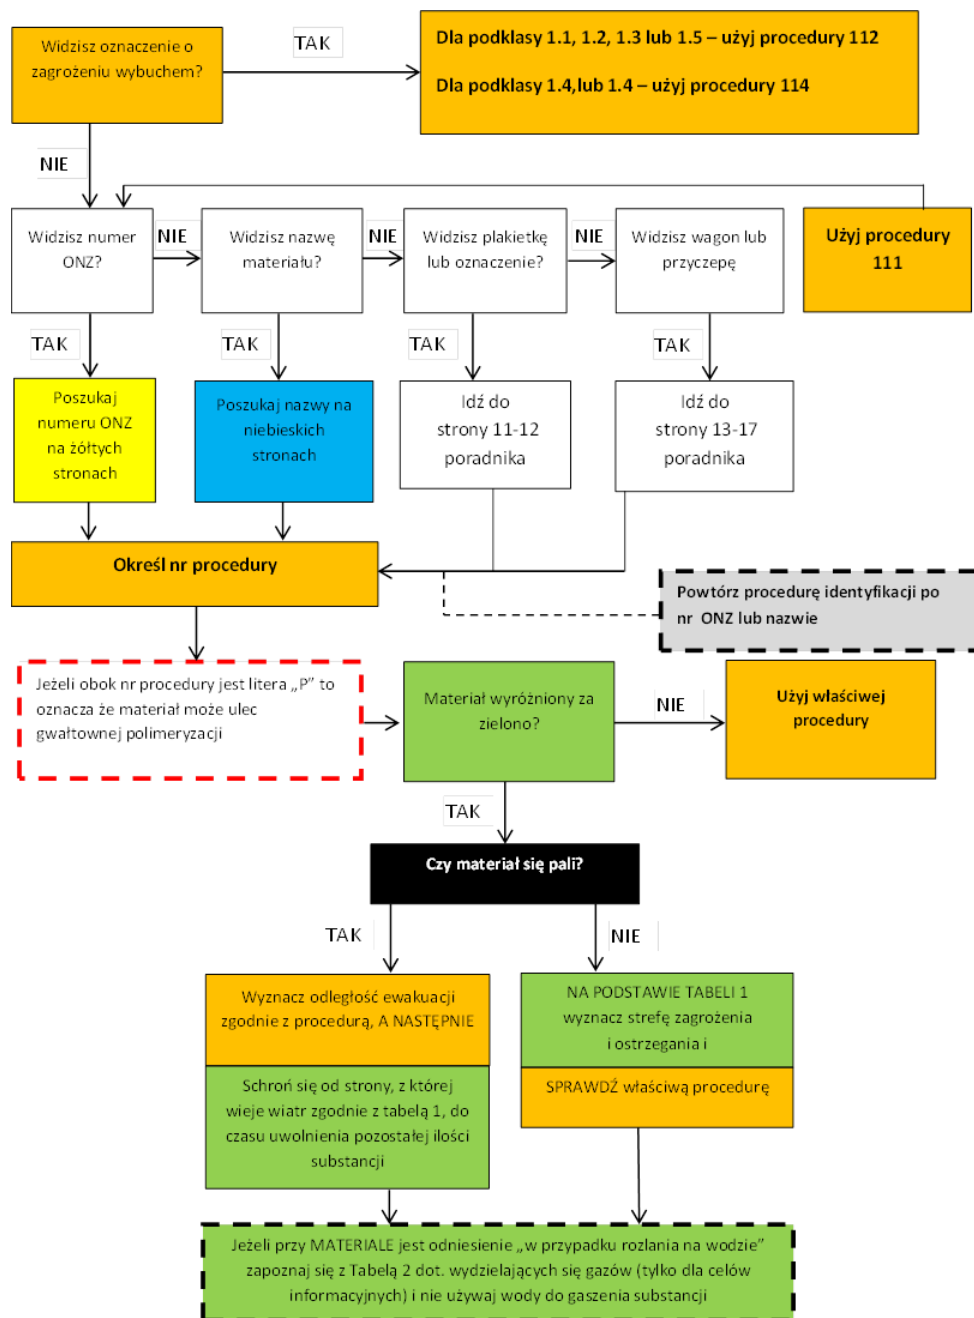 Widzisz oznaczenie o
zagrożeniu wybuchem?
TAK
Dla podklasy 1.1, 1.2, 1.3 lub 1.5 – użyj procedury 112
Dla podklasy 1.4,lub 1.4 – użyj procedury 114
NIE
Widzisz numer
ONZ?
NIE
Widzisz nazwę
materiału?
NIE
Widzisz plakietkę
lub oznaczenie?
NIE
Widzisz wagon lub
przyczepę
Użyj procedury
111
TAK
TAK
TAK
TAK
Poszukaj
numeru ONZ
na żółtych
stronach
Poszukaj nazwy na
niebieskich
stronach
Idź do
strony 11-12
poradnika
Idź do
strony 13-17
poradnika
Określ nr procedury
Powtórz procedurę identyfikacji po
nr ONZ lub nazwie
Jeżeli obok nr procedury jest litera „P" to
oznacza że materiał może ulec
gwałtownej polimeryzacji
Materiał wyróżniony za
zielono?
NIE
Użyj właściwej
procedury
TAK
Czy materiał się pali?
TAK
NIE
Wyznacz odległość ewakuacji
zgodnie z procedurą, A NASTĘPNIE
Schroń się od strony, z której
wieje wiatr zgodnie z tabelą 1, do
czasu uwolnienia pozostałej ilości
substancji
NA PODSTAWIE TABELI 1
wyznacz strefę zagrożenia
i ostrzegania i
SPRAWDŹ właściwą procedurę
Jeżeli przy MATERIALE jest odniesienie „w przypadku rozlania na wodzie"
zapoznaj się z Tabelą 2 dot. wydzielających się gazów (tylko dla celów
informacyjnych) i nie używaj wody do gaszenia substancji